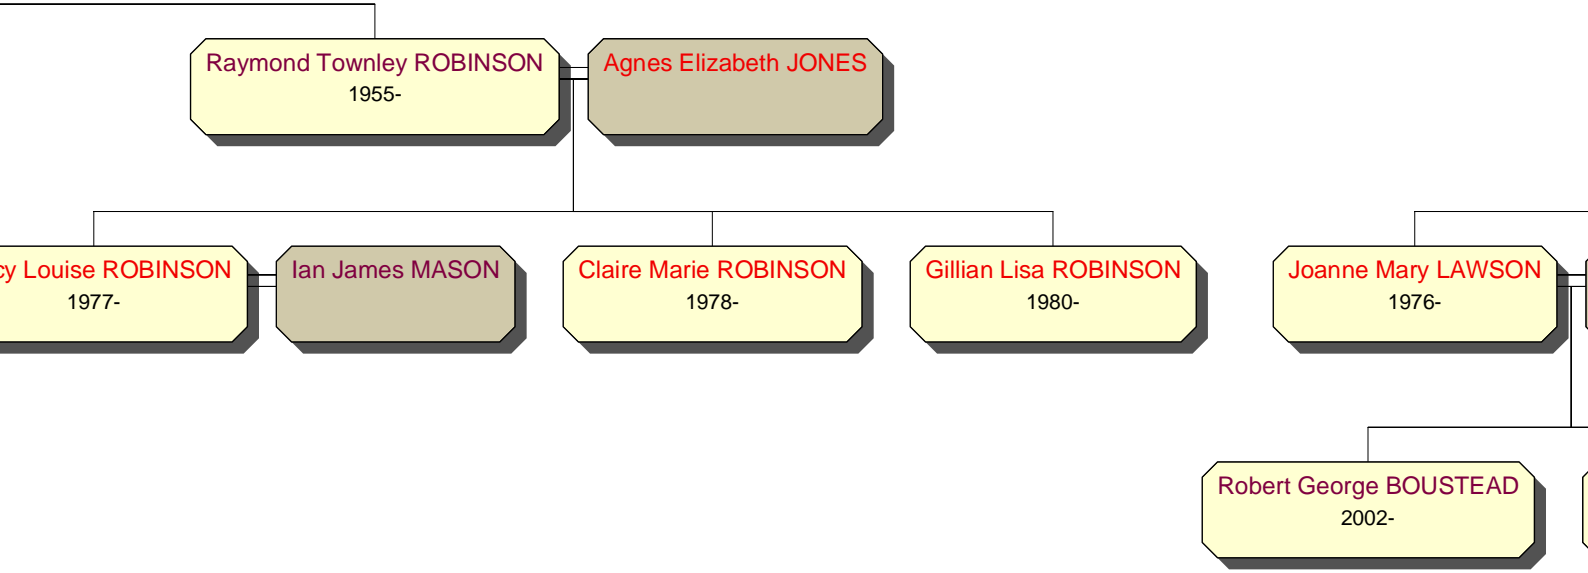 Raymond Townley ROBINSON
1955-
Agnes Elizabeth JONES
Louise ROBINSON
1977-
Ian James MASON
Claire Marie ROBINSON
1978-
Gillian Lisa ROBINSON
1980-
Joanne Mary LAWSON
1976-
Robert George BOUSTEAD
2002-